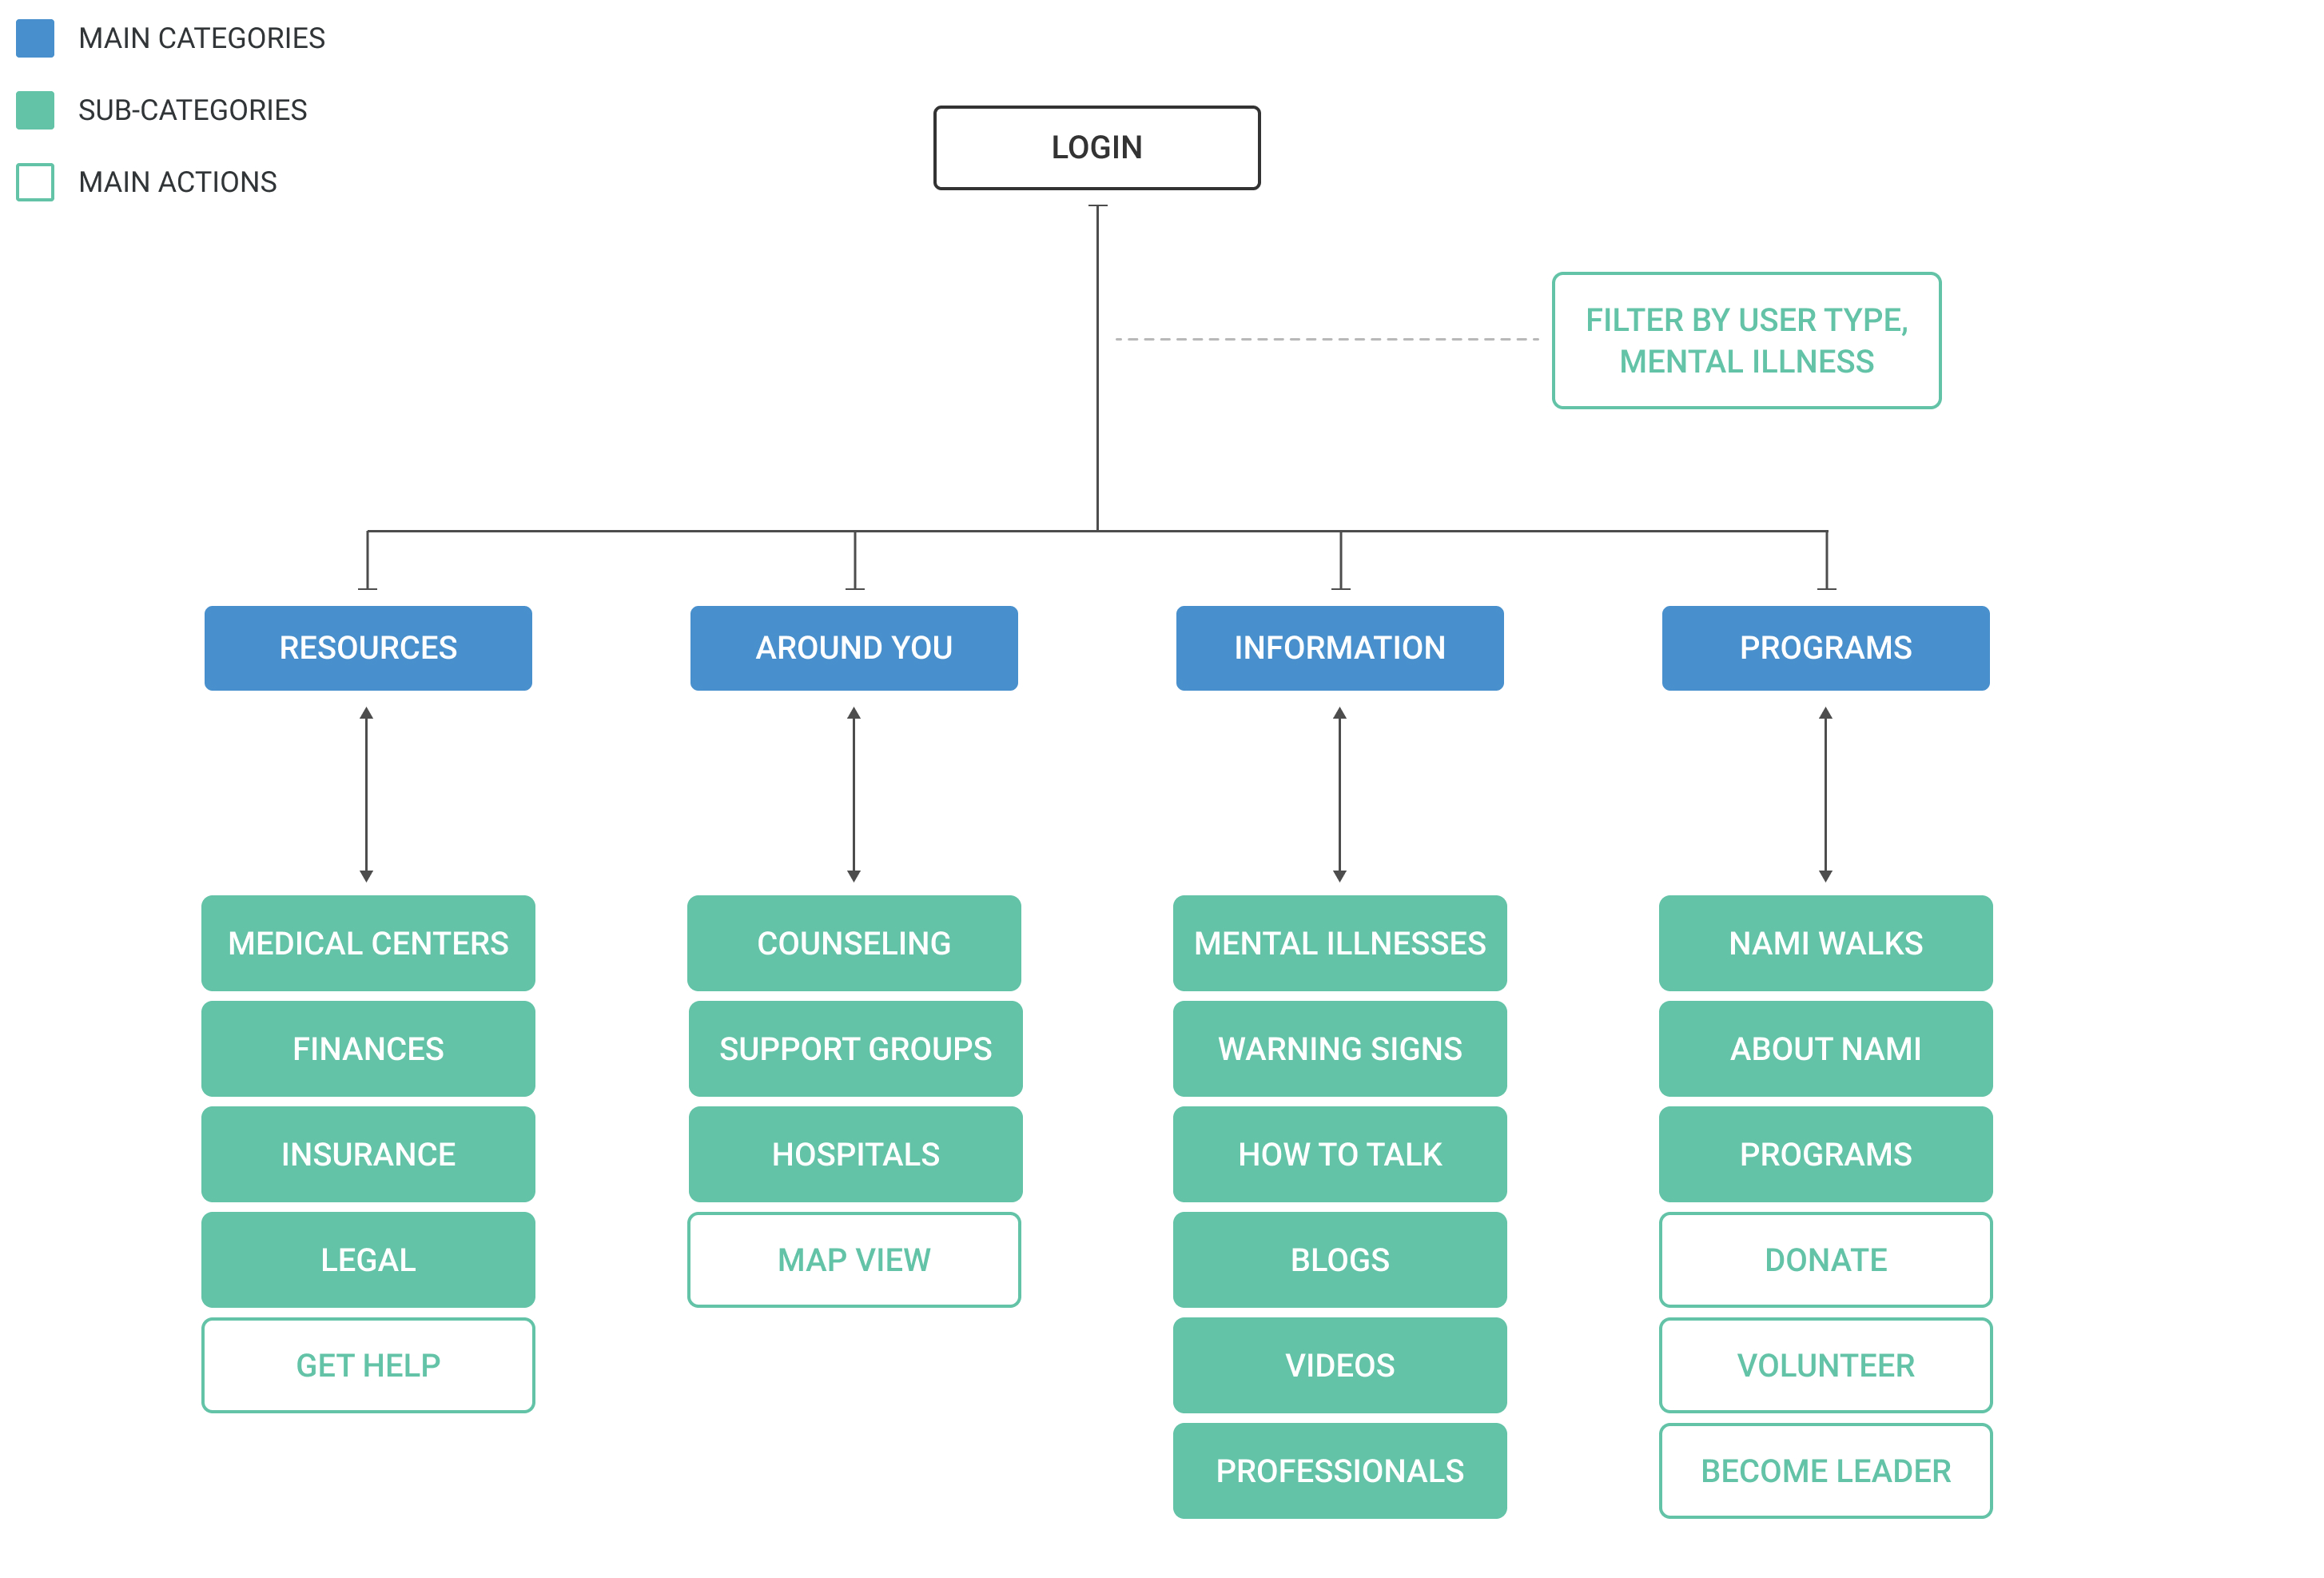 MAIN CATEGORIES
SUB-CATEGORIES
MAIN ACTIONS
LOGIN
FILTER BY USER TYPE,
MENTAL ILLNESS
RESOURCES
AROUND YOU
INFORMATION
PROGRAMS
MEDICAL CENTERS
FINANCES
INSURANCE
LEGAL
GET HELP
COUNSELING
SUPPORT GROUPS
HOSPITALS
MAP VIEW
MENTAL ILLNESSES
WARNING SIGNS
HOW TO TALK
BLOGS
VIDEOS
PROFESSIONALS
NAMI WALKS
ABOUT NAMI
PROGRAMS
DONATE
VOLUNTEER
BECOME LEADER